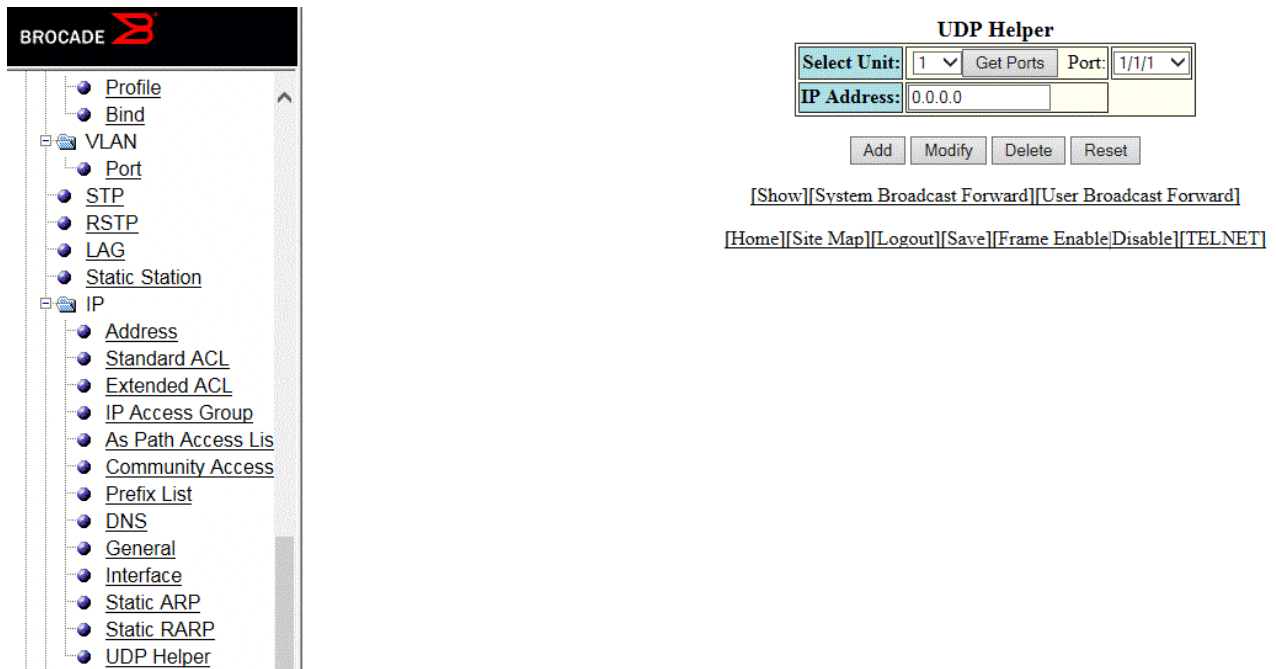 BROCADE
Profile
Bind
VLAN
Port
STP
RSTP
LAG
Static Station
IP
Address
Standard ACL
Extended ACL
IP Access Group
As Path Access Lis
Community Access
Prefix List
DNS
General
Interface
Static ARP
Static RARP
UDP Helper
UDP Helper
Select Unit: 1 Get Ports Port: 1/1/1
IP Address: 0.0.0.0
Add Modify Delete Reset
[Show][System Broadcast Forward][User Broadcast Forward]
[Home][Site Map][Logout][Save][Frame Enable|Disable][TELNET]